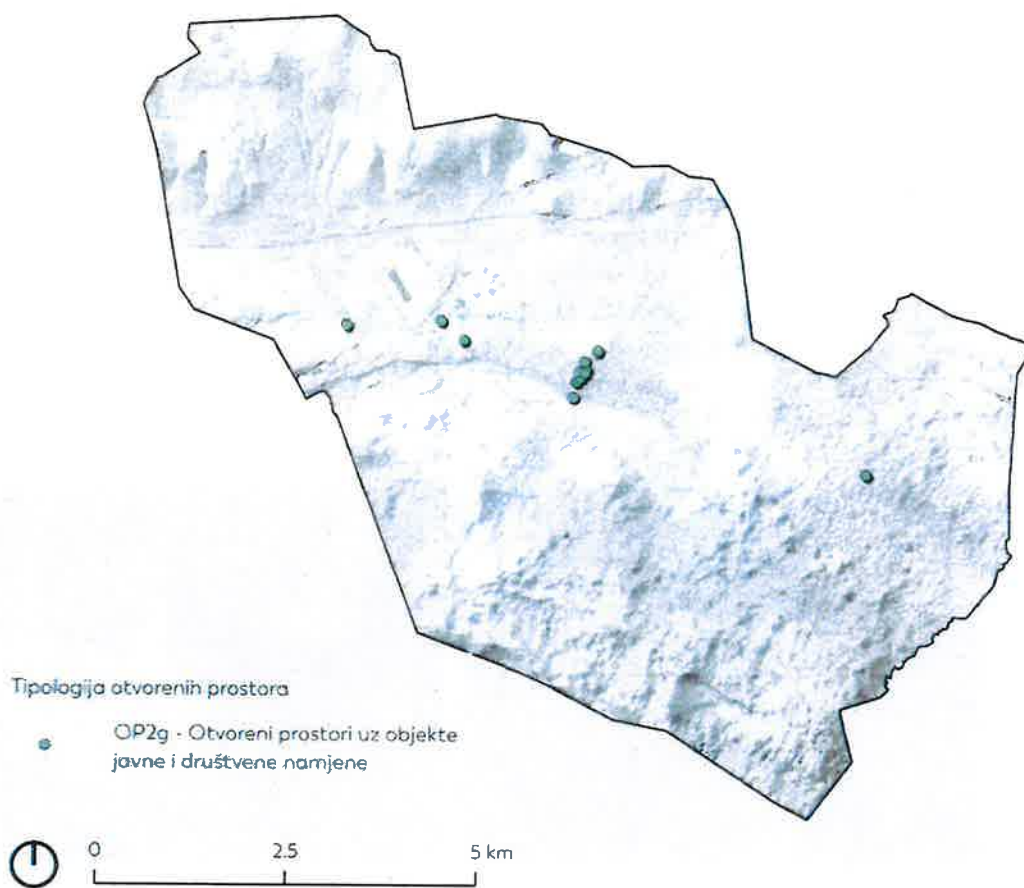 Tipologija otvorenih prostora
OP2g - Otvoreni prostori uz objekte
javne i društvene namjene
0 2.5 5 km